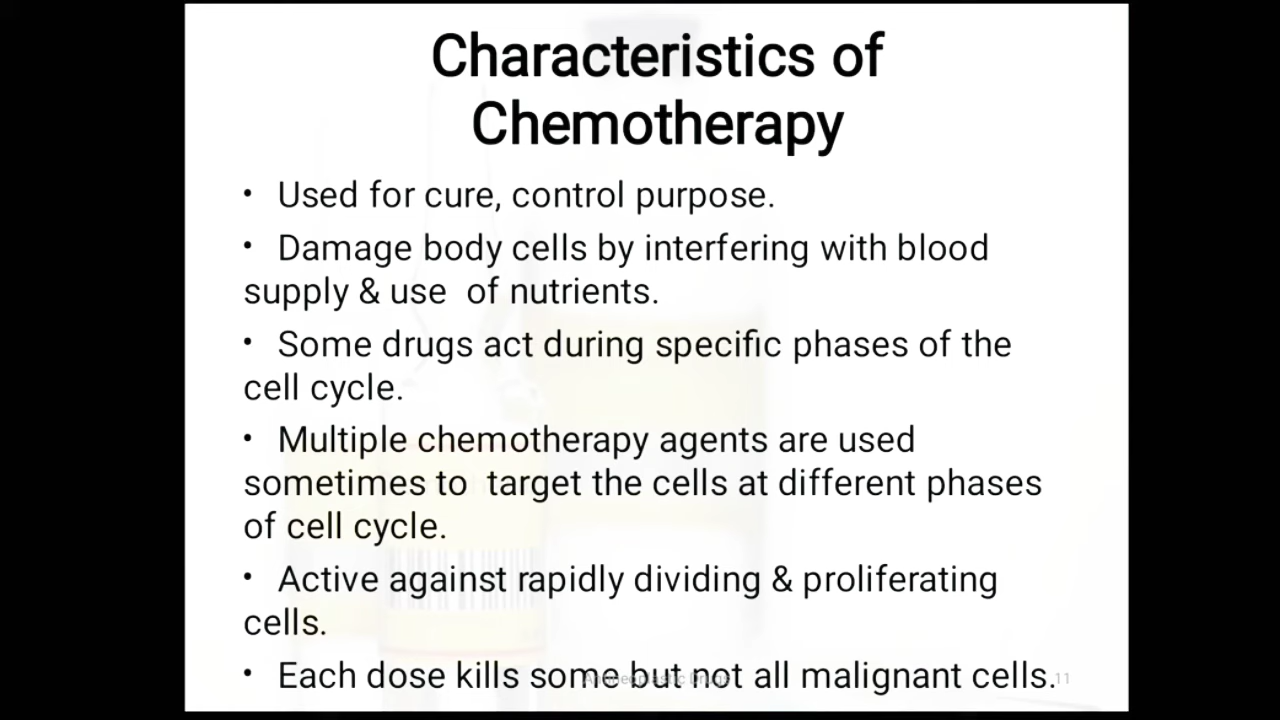 Characteristics of
Chemotherapy
• Used for cure, control purpose.
• Damage body cells by interfering with blood
supply & use of nutrients.
• Some drugs act during specific phases of the
cell cycle.
• Multiple chemotherapy agents are used
sometimes to target the cells at different phases
of cell cycle.
• Active against rapidly dividing & proliferating
cells.
• Each dose kills some but not all malignant cells.
Antineoplastic Drugs 11